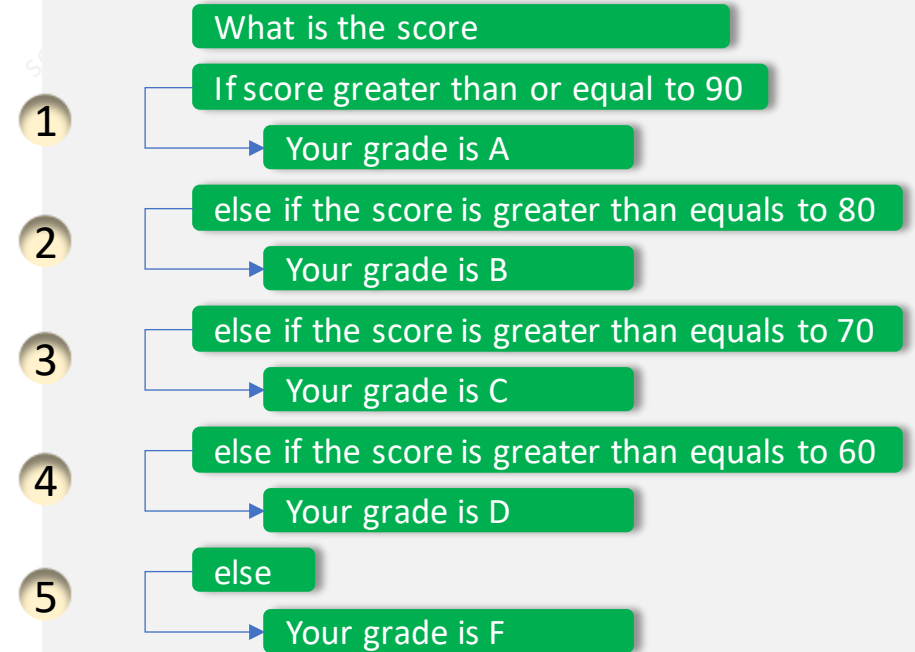 What is the score
If score greater than or equal to 90
1
Your grade is A
else if the score is greater than equals to 80
2
Your grade is B
else if the score is greater than equals to 70
3
Your grade is C
else if the score is greater than equals to 60
4
Your grade is D
else
5
Your grade is F